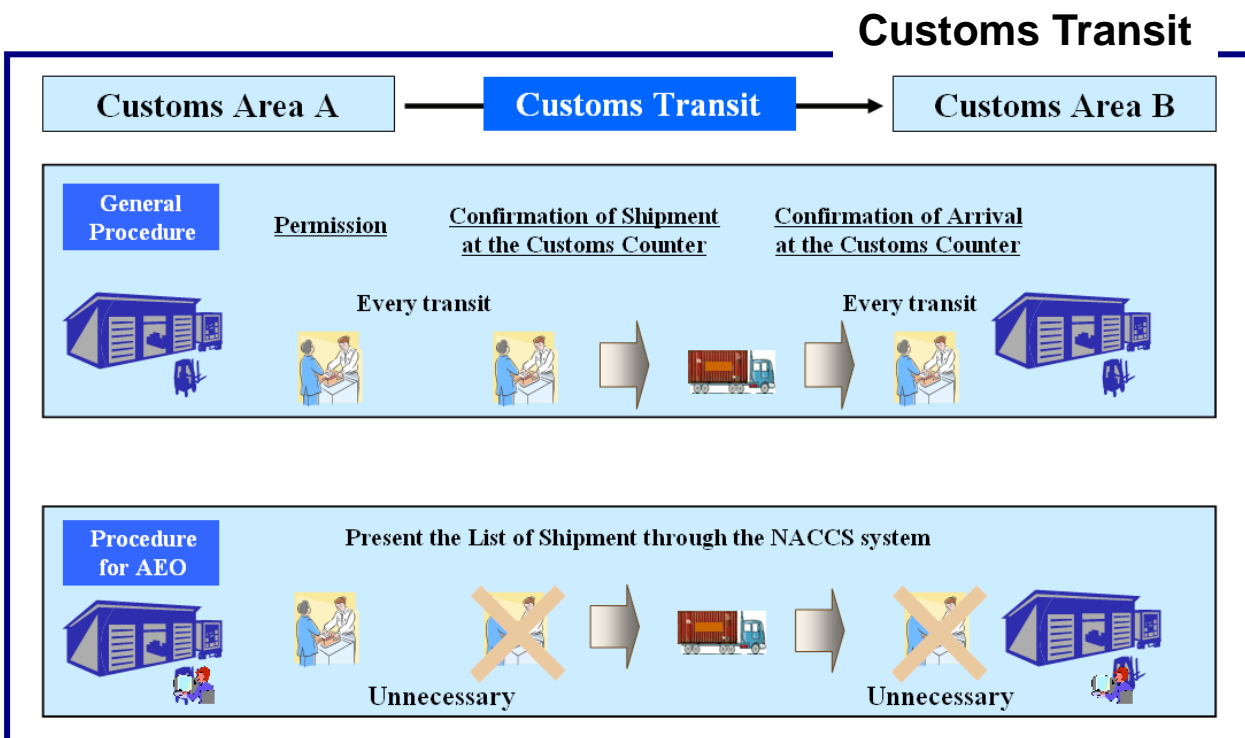 Customs Transit
Customs Area A
Customs Transit
Customs Area B
General
Procedure
Permission
Confirmation of Shipment
at the Customs Counter
Confirmation of Arrival
at the Customs Counter
Every transit
Every transit
Procedure
for AEO
Present the List of Shipment through the NACCS system
Unnecessary
Unnecessary